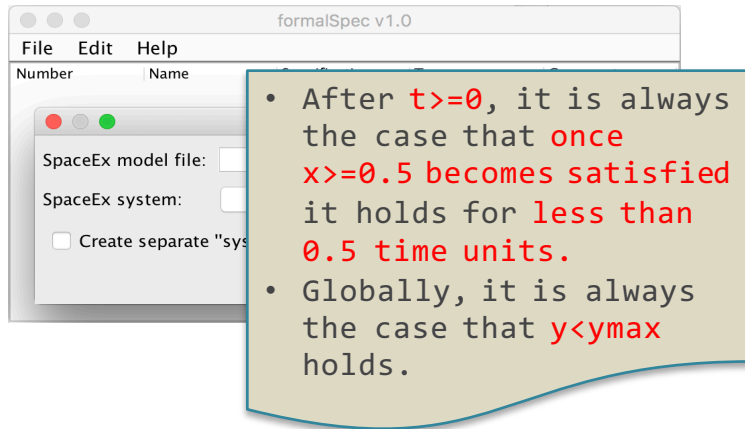 formalSpec v1.0
File Edit Help
Number Name
SpaceEx model file:
SpaceEx system:
Create separate "sys
• After t>=0, it is always
the case that once
x>=0.5 becomes satisfied
it holds for less than
0.5 time units.
• Globally, it is always
the case that y<ymax
holds.